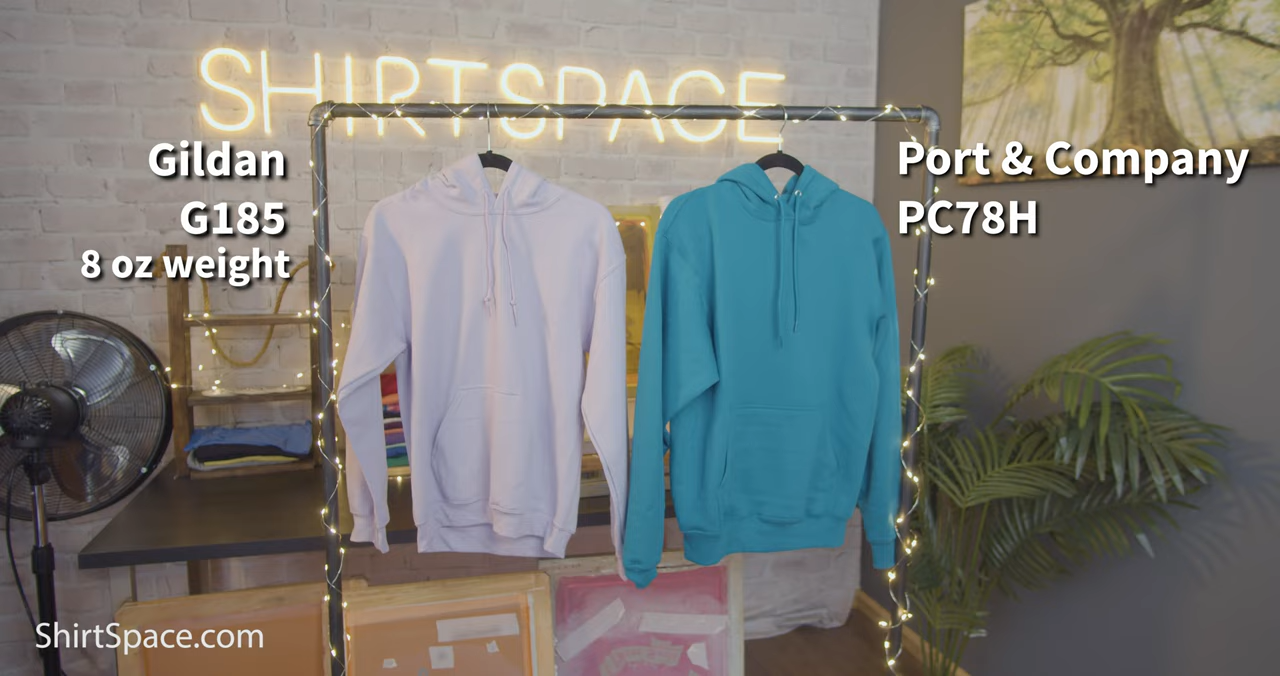 SHIRTSPACE
Gildan
G185
8 oz weight
Port & Company
PC78H
ShirtSpace.com